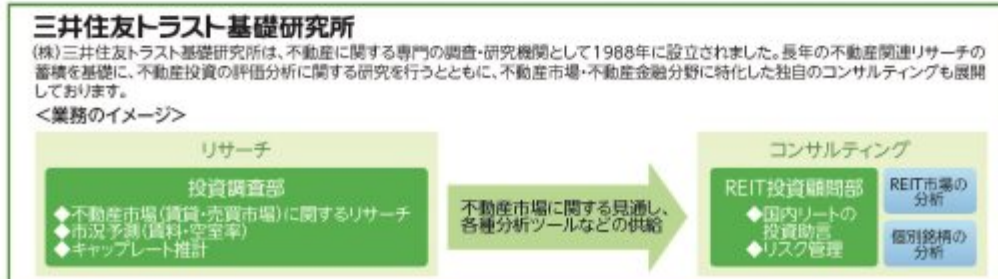 三井住友トラスト基礎研究所
(株)三井住友トラスト基礎研究所は、不動産に関する専門の調査・研究機関として1988年に設立されました。長年の不動産関連リサーチの
蓄積を基礎に、不動産投資の評価分析に関する研究を行うとともに、不動産市場・不動産金融分野に特化した独自のコンサルティングも展開
しております。
<業務のイメージ>
リサーチ
投資調査部
◆不動産市場(賃貸・売買市場)に関するリサーチ
◆市況予測(賃料・空室率)
◆キャップレート推計
不動産市場に関する見通し、
各種分析ツールなどの供給
コンサルティング
REIT投資顧問部
◆国内リートの
投資助言
◆リスク管理
REIT市場の
分析
個別銘柄の
分析